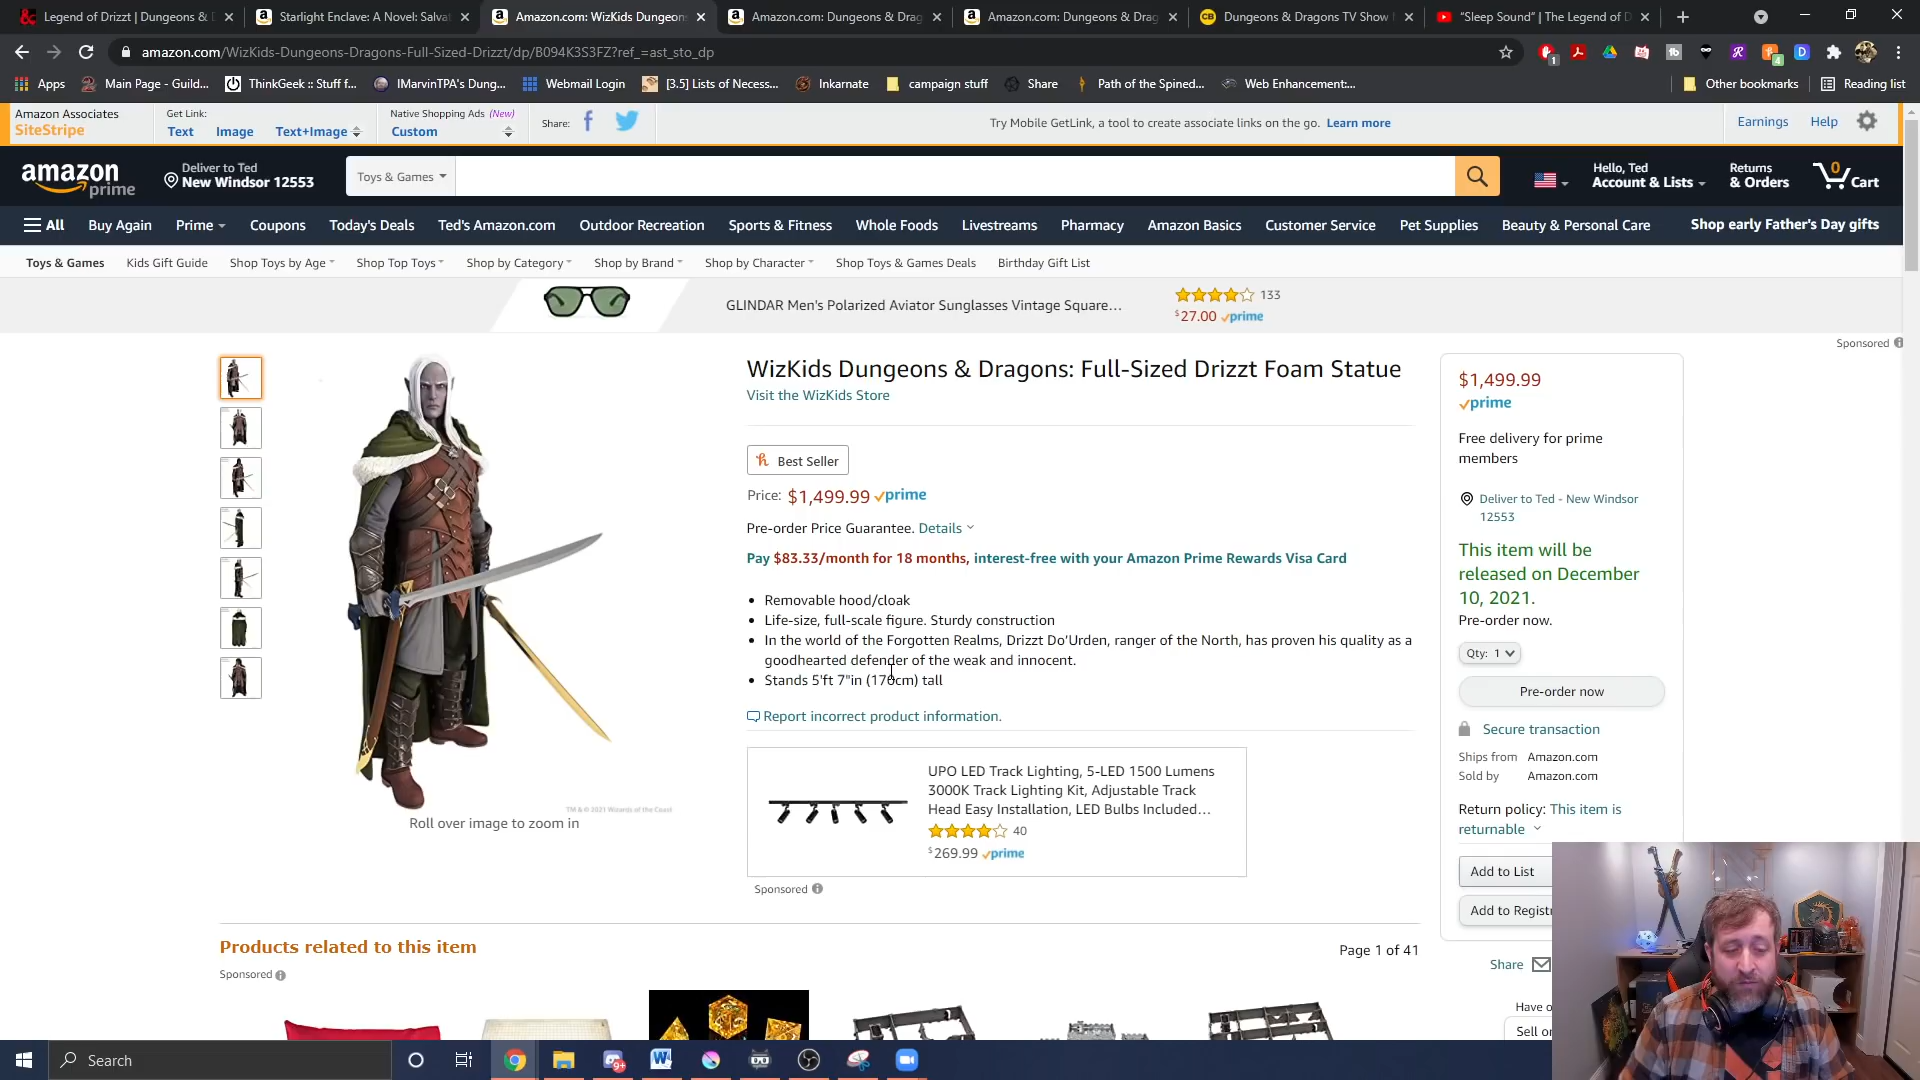 Legend of Drizzt | Dungeons & D
Starlight Enclave: A Novel: Salva
Amazon.com: WizKids Dungeons
Amazon.com: Dungeons & Drag
Amazon.com: Dungeons & Drag
Dungeons & Dragons TV Show
"Sleep Sound" | The Legend of D
amazon.com/WizKids-Dungeons-Dragons-Full-Sized-Drizzt/dp/B094K3S3FZ?ref_=ast_sto_dp
Apps
Main Page - Guild...
ThinkGeek :: Stuff f...
IMarvinTPA's Dung...
Webmail Login
[3.5] Lists of Necess...
Inkarnate
campaign stuff
Share
Path of the Spined...
Web Enhancement...
Other bookmarks
Reading list
Amazon Associates
SiteStripe
Get Link:
Text
Image
Text+Image
Native Shopping Ads (New)
Custom
Share:
Try Mobile GetLink, a tool to create associate links on the go. Learn more
Earnings
Help
amazon prime
Deliver to Ted
New Windsor 12553
Toys & Games
Hello, Ted
Account & Lists
Returns
& Orders
0
Cart
All
Buy Again
Prime
Coupons
Today's Deals
Ted's Amazon.com
Outdoor Recreation
Sports & Fitness
Whole Foods
Livestreams
Pharmacy
Amazon Basics
Customer Service
Pet Supplies
Beauty & Personal Care
Shop early Father's Day gifts
Toys & Games
Kids Gift Guide
Shop Toys by Age
Shop Top Toys
Shop by Category
Shop by Brand
Shop by Character
Shop Toys & Games Deals
Birthday Gift List
GLINDAR Men's Polarized Aviator Sunglasses Vintage Square...
133
$27.00 prime
Sponsored
WizKids Dungeons & Dragons: Full-Sized Drizzt Foam Statue
Visit the WizKids Store
Best Seller
Price: $1,499.99 prime
Pre-order Price Guarantee. Details
Pay $83.33/month for 18 months, interest-free with your Amazon Prime Rewards Visa Card
• Removable hood/cloak
• Life-size, full-scale figure. Sturdy construction
• In the world of the Forgotten Realms, Drizzt Do'Urden, ranger of the North, has proven his quality as a
goodhearted defender of the weak and innocent.
• Stands 5'ft 7"in (170cm) tall
Report incorrect product information.
TM & © 2021 Wizards of the Coast
Roll over image to zoom in
UPO LED Track Lighting, 5-LED 1500 Lumens
3000K Track Lighting Kit, Adjustable Track
Head Easy Installation, LED Bulbs Included...
40
$269.99 prime
Sponsored
$1,499.99
prime
Free delivery for prime
members
Deliver to Ted - New Windsor
12553
This item will be
released on December
10, 2021.
Pre-order now.
Qty: 1
Pre-order now
Secure transaction
Ships from Amazon.com
Sold by Amazon.com
Return policy: This item is
returnable
Add to List
Add to Regist
Share
Have o
Sell or
Products related to this item
Page 1 of 41
Sponsored
Search